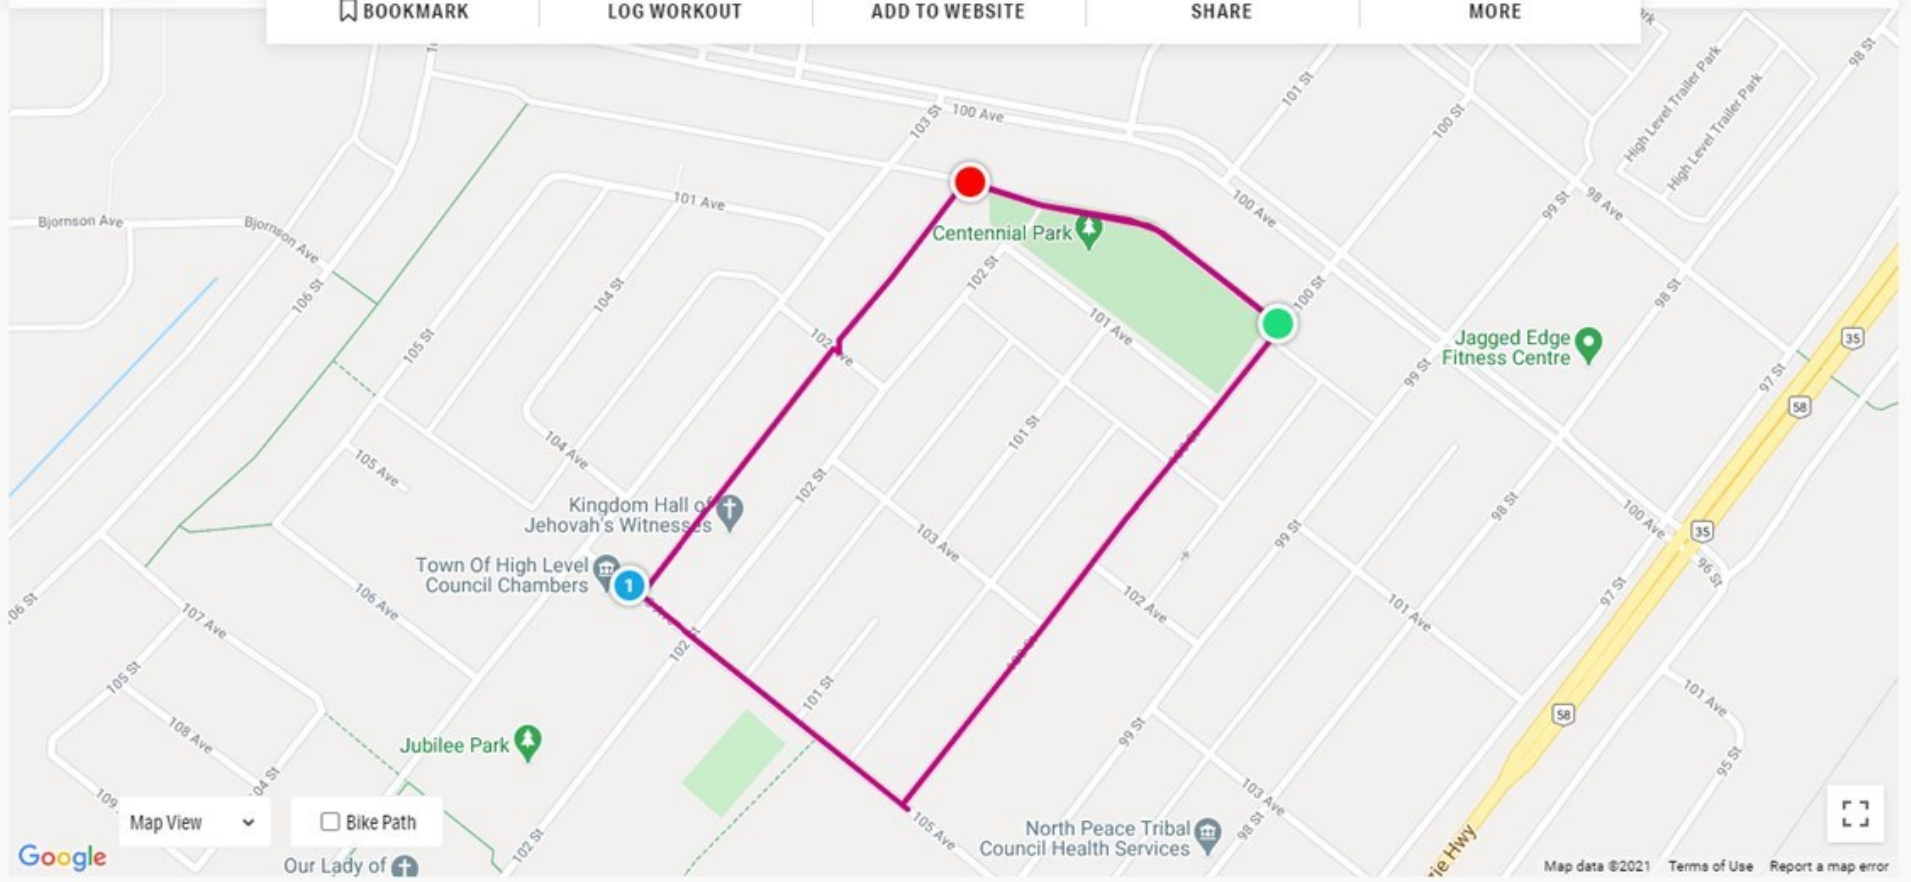 BOOKMARK
LOG WORKOUT
ADD TO WEBSITE
SHARE
MORE
98 St
101 St
High Level Trailer Park
High Level Trailer Park
103 St
100 Ave
100 St
101 Ave
99 St
98 Ave
100 Ave
Bjornson Ave
Bjornson Ave
Centennial Park
102 St
106 St
104 St
100 St
98 St
105 St
102 Ave
101 Ave
Jagged Edge
Fitness Centre
35
99 St
97 St
58
101 St
104 Ave
105 Ave
102 St
Kingdom Hall of
Jehovah's Witnesses
98 St
100 Ave
35
99 St
103 Ave
Town Of High Level
Council Chambers
1
96 St
97 St
106 Ave
102 Ave
101 Ave
107 Ave
102 St
105 St
101 St
101 Ave
58
99 St
108 Ave
Jubilee Park
95 St
103 Ave
105 Ave
98 St
North Peace Tribal
Council Health Services
Map View
Bike Path
102 St
Google
Our Lady of
Map data ©2021
Terms of Use
Report a map error